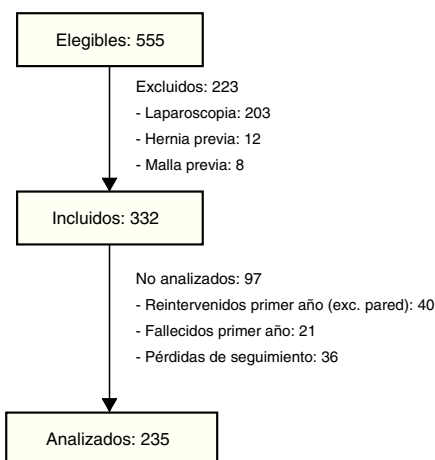 Elegibles: 555
Excluidos: 223
- Laparoscopia: 203
- Hernia previa: 12
- Malla previa: 8
Incluidos: 332
No analizados: 97
- Reintervenidos primer año (exc. pared): 40
- Fallecidos primer año: 21
- Pérdidas de seguimiento: 36
Analizados: 235